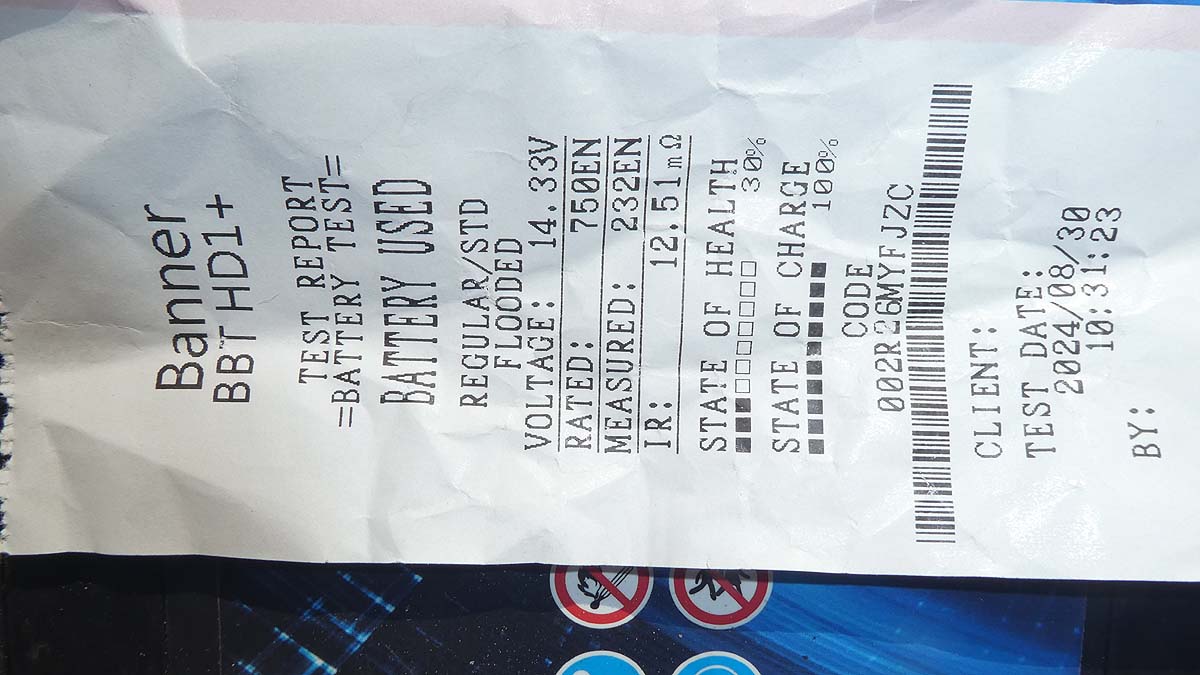 Banner
BBT HD1+
TEST REPORT
=BATTERY TEST=
BATTERY USED
REGULAR/STD
FLOODED
VOLTAGE: 14.33V
RATED: 750EN
MEASURED: 232EN
IR: 12.51mΩ
STATE OF HEALTH
30%
STATE OF CHARGE
100%
CODE
002R26MYFJZC
CLIENT:
TEST DATE:
2024/08/30
10:31:23
BY: